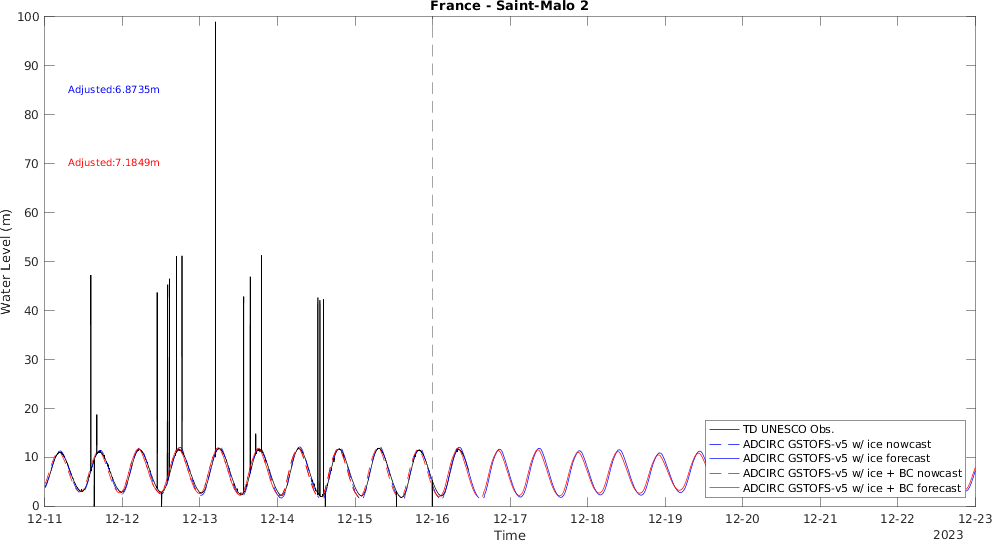 France - Saint-Malo 2
100
90
80
70
60
50
40
30
20
10
0
Water Level (m)
Adjusted:6.8735m
Adjusted:7.1849m
TD UNESCO Obs.
ADCIRC GSTOFS-v5 w/ ice nowcast
ADCIRC GSTOFS-v5 w/ ice forecast
ADCIRC GSTOFS-v5 w/ ice + BC nowcast
ADCIRC GSTOFS-v5 w/ ice + BC forecast
12-11 12-12 12-13 12-14 12-15 12-16 12-17 12-18 12-19 12-20 12-21 12-22 12-23
Time
2023